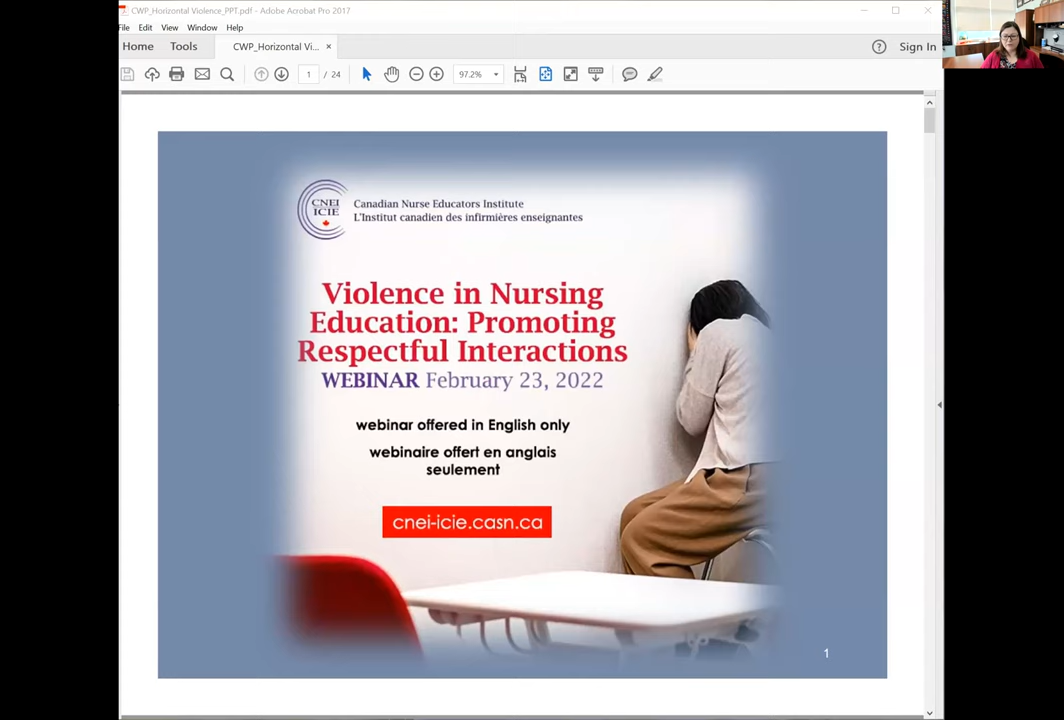 CWP_Horizontal Violence_PPT.pdf - Adobe Acrobat Pro 2017
File Edit View Window Help
Home Tools CWP_Horizontal Vi... × Sign In
1 / 24 97.2%
CNEI
ICIE
Canadian Nurse Educators Institute
L'Institut canadien des infirmières enseignantes
Violence in Nursing
Education: Promoting
Respectful Interactions
WEBINAR February 23, 2022
webinar offered in English only
webinaire offert en anglais
seulement
cnei-icie.casn.ca
1